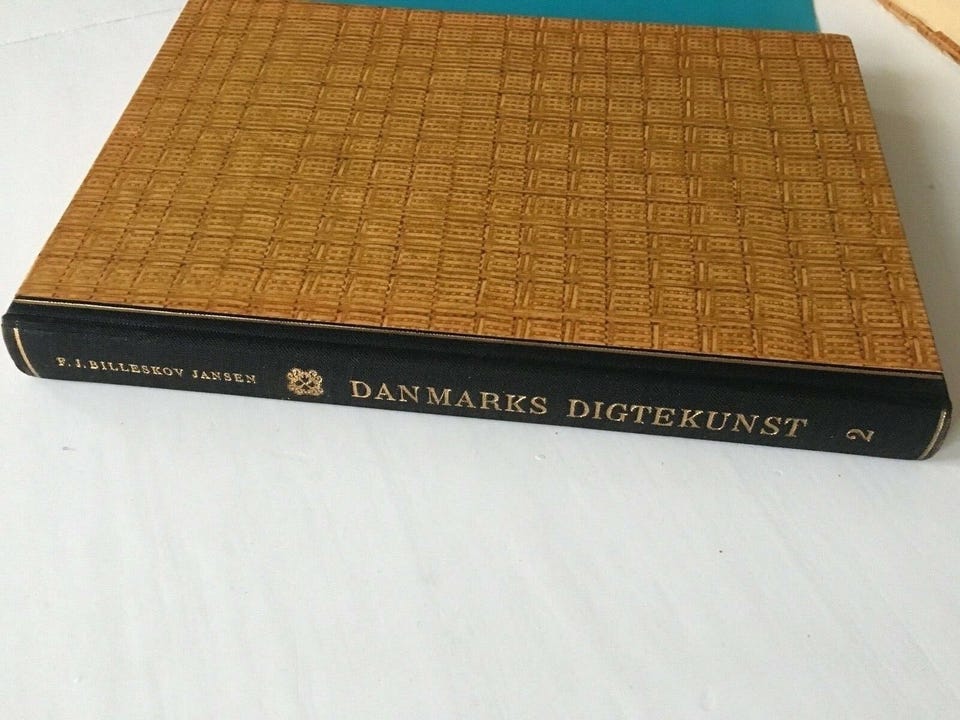 F. J. BILLESKOV JANSEN
DANMARKS DIGTEKUNST
2